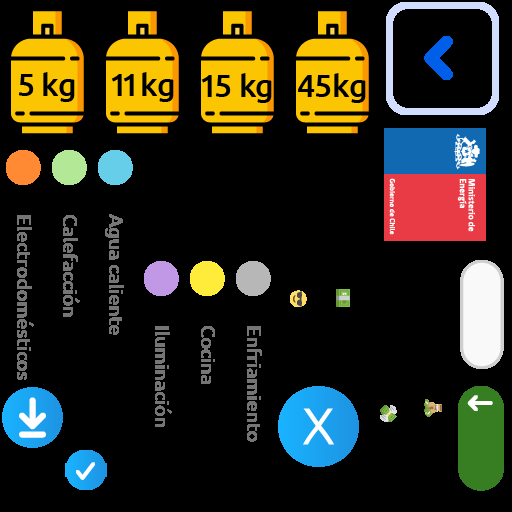 5 kg
11 kg
15 kg
45kg
Ministerio de
Energía
Gobierno de Chile
Electrodomésticos
Calefacción
Agua caliente
Iluminación
Cocina
Enfriamiento
X